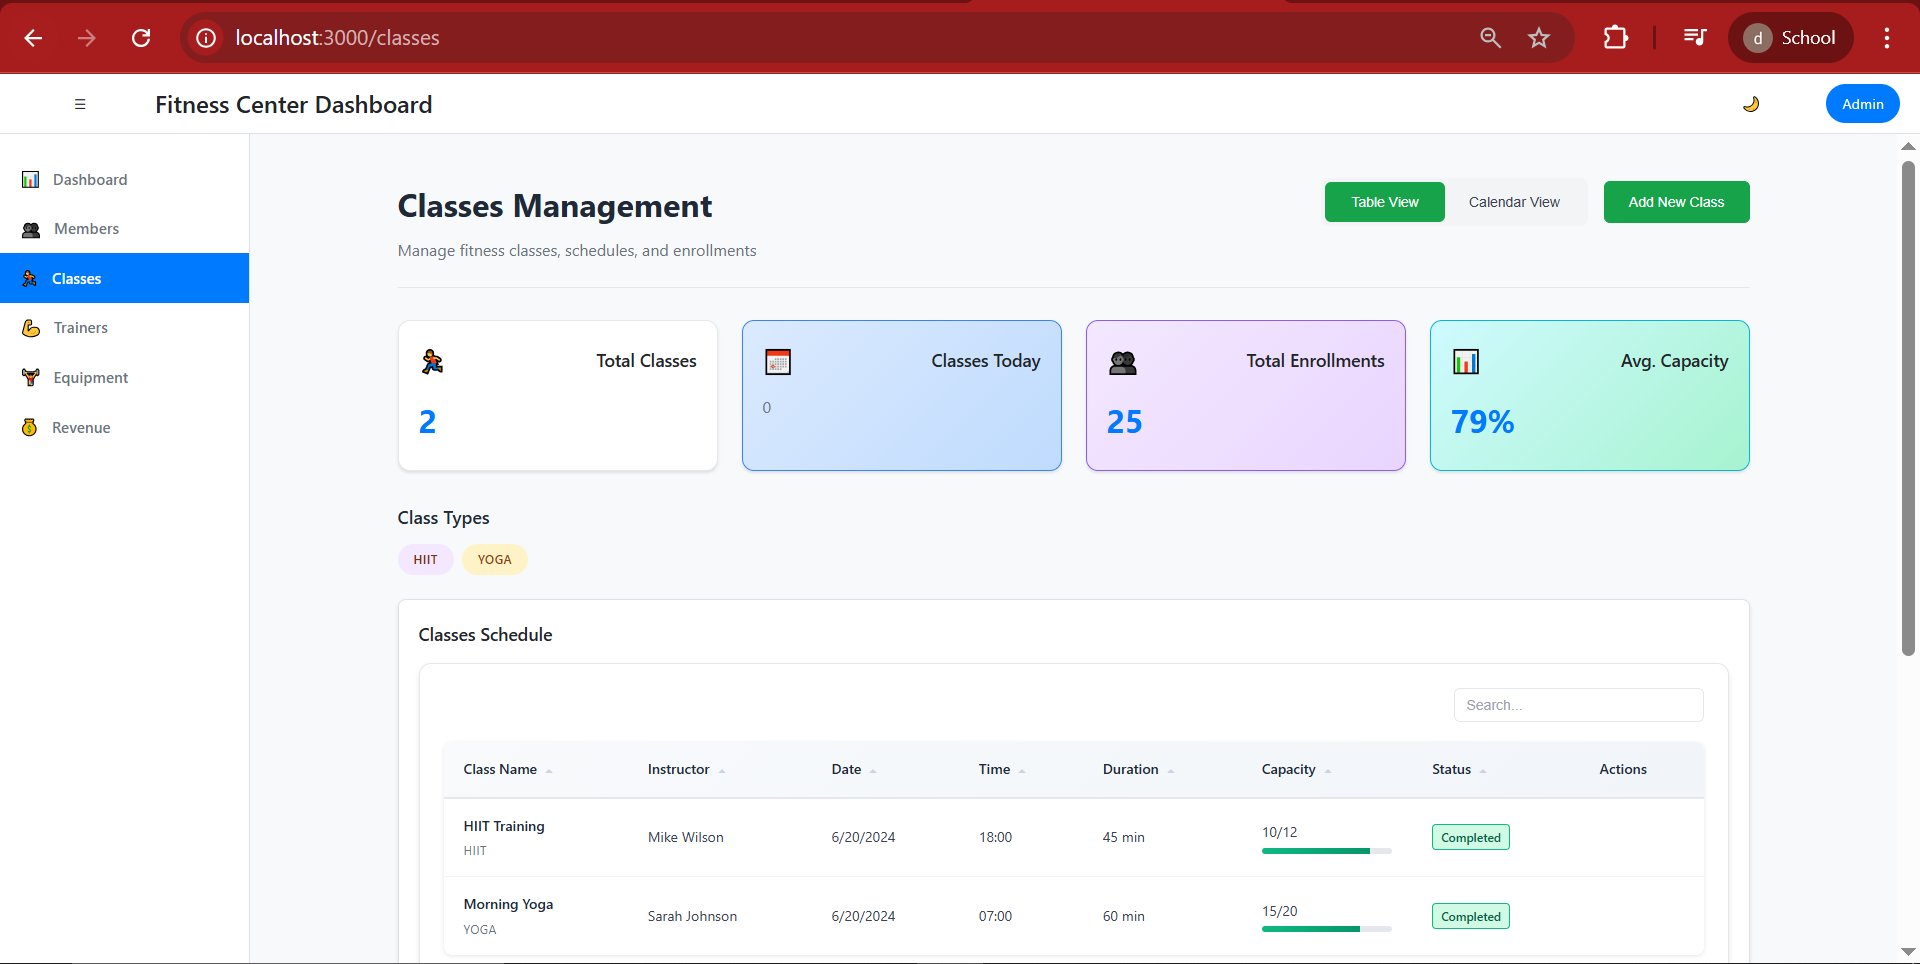 localhost:3000/classes
d School
☰ Fitness Center Dashboard Admin
Dashboard
Members
Classes
Trainers
Equipment
Revenue
Classes Management
Manage fitness classes, schedules, and enrollments
Table View Calendar View Add New Class
Total Classes
2
Classes Today
0
Total Enrollments
25
Avg. Capacity
79%
Class Types
HIIT YOGA
Classes Schedule
Search...
Class Name Instructor Date Time Duration Capacity Status Actions
HIIT Training
HIIT
Mike Wilson 6/20/2024 18:00 45 min 10/12 Completed
Morning Yoga
YOGA
Sarah Johnson 6/20/2024 07:00 60 min 15/20 Completed